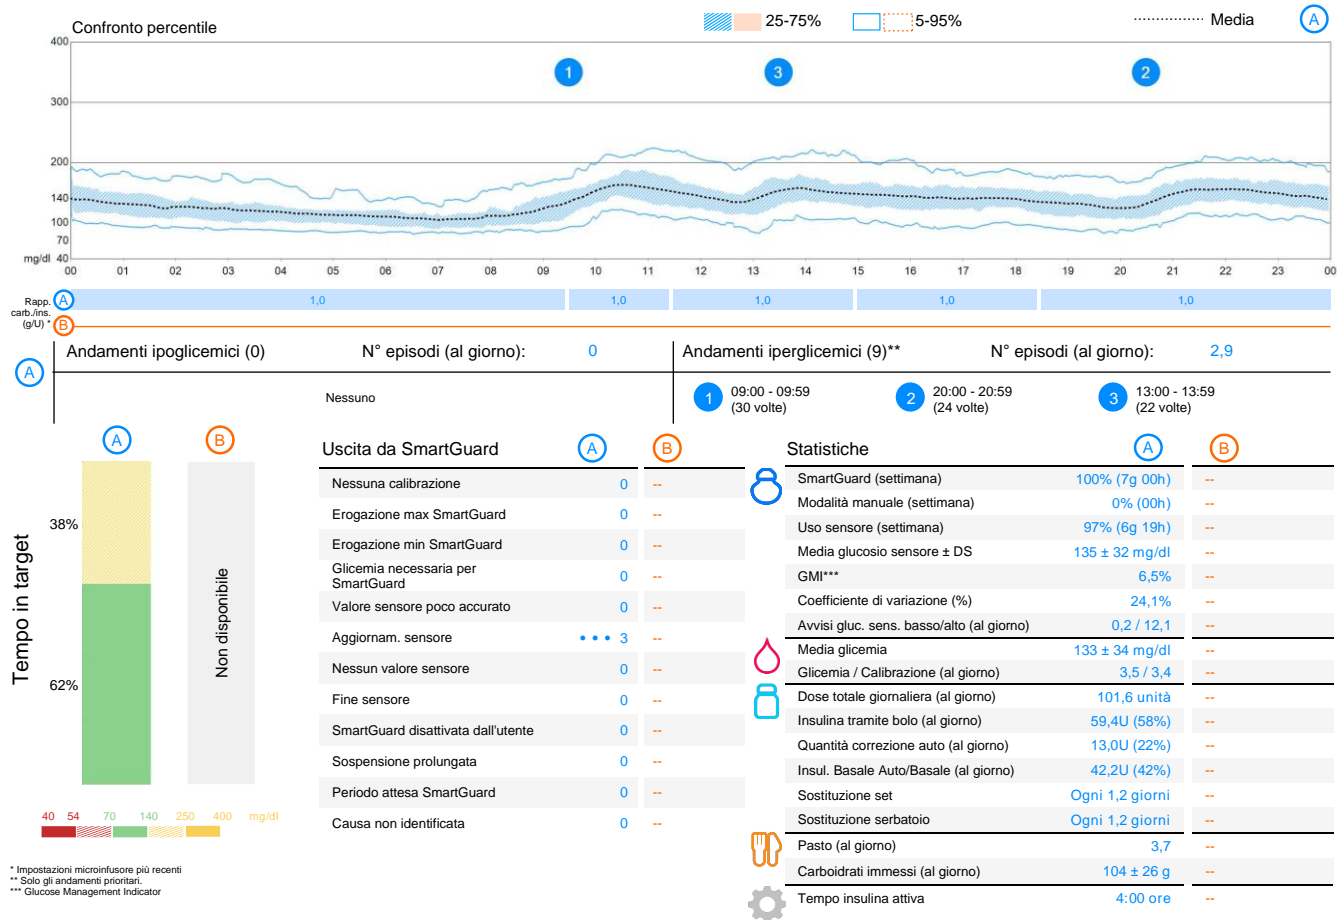 Confronto percentile
25-75%
5-95%
Media
A
400
300
200
140
100
70
mg/dl 40
1
3
2
00 01 02 03 04 05 06 07 08 09 10 11 12 13 14 15 16 17 18 19 20 21 22 23 00
Rapp. carb./ins. (g/U) *
A 1,0 1,0 1,0 1,0 1,0
B
A
Andamenti ipoglicemici (0) N° episodi (al giorno): 0
Nessuno
Andamenti iperglicemici (9)** N° episodi (al giorno): 2,9
1 09:00 - 09:59 (30 volte)
2 20:00 - 20:59 (24 volte)
3 13:00 - 13:59 (22 volte)
A B
Tempo in target
38%
62%
Non disponibile
40 54 70 140 250 400 mg/dl
Uscita da SmartGuard A B
Nessuna calibrazione 0 --
Erogazione max SmartGuard 0 --
Erogazione min SmartGuard 0 --
Glicemia necessaria per SmartGuard 0 --
Valore sensore poco accurato 0 --
Aggiornam. sensore 3 --
Nessun valore sensore 0 --
Fine sensore 0 --
SmartGuard disattivata dall'utente 0 --
Sospensione prolungata 0 --
Periodo attesa SmartGuard 0 --
Causa non identificata 0 --
Statistiche A B
SmartGuard (settimana) 100% (7g 00h) --
Modalità manuale (settimana) 0% (00h) --
Uso sensore (settimana) 97% (6g 19h) --
Media glucosio sensore ± DS 135 ± 32 mg/dl --
GMI*** 6,5% --
Coefficiente di variazione (%) 24,1% --
Avvisi gluc. sens. basso/alto (al giorno) 0,2 / 12,1 --
Media glicemia 133 ± 34 mg/dl --
Glicemia / Calibrazione (al giorno) 3,5 / 3,4 --
Dose totale giornaliera (al giorno) 101,6 unità --
Insulina tramite bolo (al giorno) 59,4U (58%) --
Quantità correzione auto (al giorno) 13,0U (22%) --
Insul. Basale Auto/Basale (al giorno) 42,2U (42%) --
Sostituzione set Ogni 1,2 giorni --
Sostituzione serbatoio Ogni 1,2 giorni --
Pasto (al giorno) 3,7 --
Carboidrati immessi (al giorno) 104 ± 26 g --
Tempo insulina attiva 4:00 ore --
* Impostazioni microinfusore più recenti
** Solo gli andamenti prioritari.
*** Glucose Management Indicator